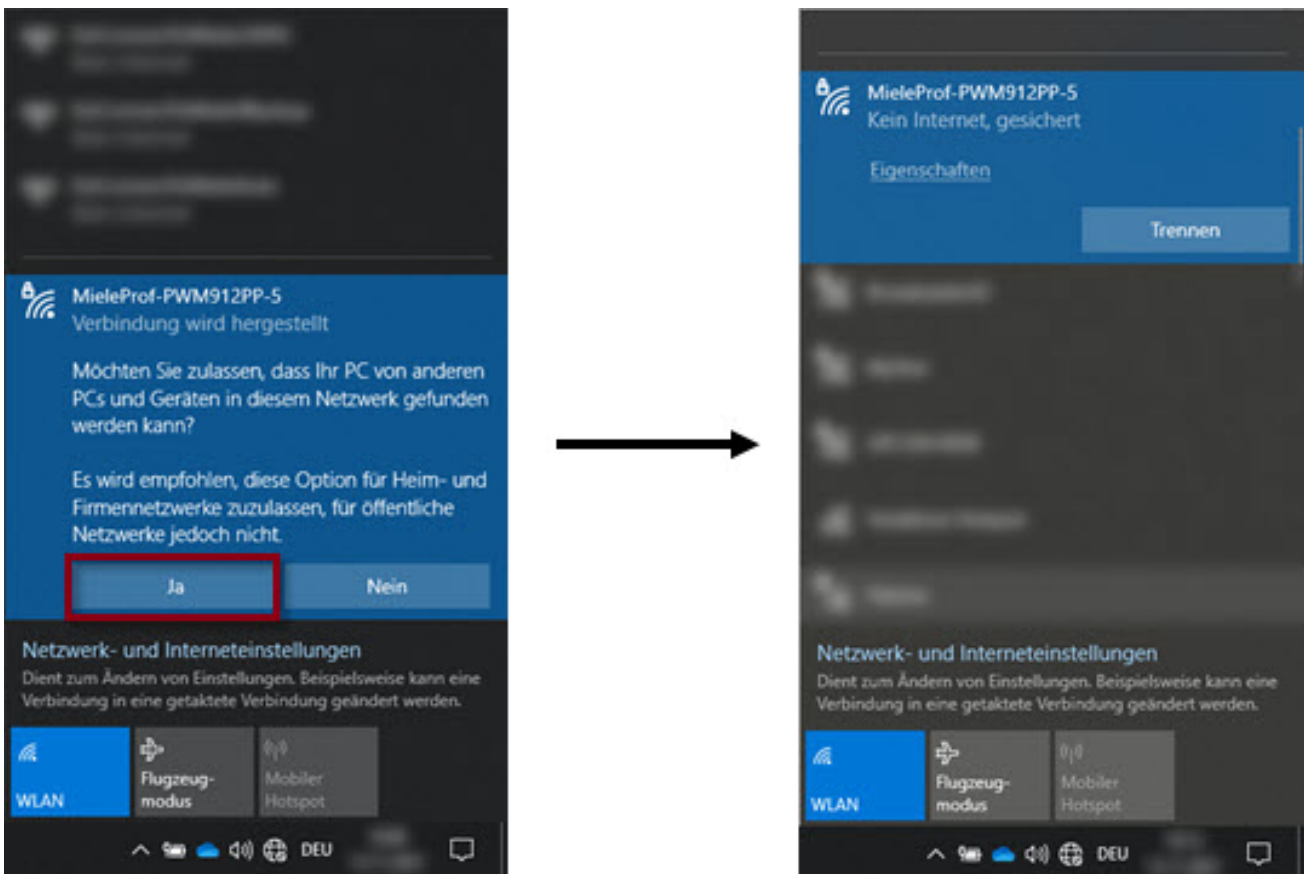 MieleProf-PWM912PP-5
Verbindung wird hergestellt
Möchten Sie zulassen, dass Ihr PC von anderen
PCs und Geräten in diesem Netzwerk gefunden
werden kann?
Es wird empfohlen, diese Option für Heim- und
Firmennetzwerke zuzulassen, für öffentliche
Netzwerke jedoch nicht.
Ja
Nein
Netzwerk- und Interneteinstellungen
Dient zum Ändern von Einstellungen. Beispielsweise kann eine
Verbindung in eine getaktete Verbindung geändert werden.
WLAN
Flugzeug-
modus
Mobiler
Hotspot
DEU
MieleProf-PWM912PP-5
Kein Internet, gesichert
Eigenschaften
Trennen
Netzwerk- und Interneteinstellungen
Dient zum Ändern von Einstellungen. Beispielsweise kann eine
Verbindung in eine getaktete Verbindung geändert werden.
WLAN
Flugzeug-
modus
Mobiler
Hotspot
DEU